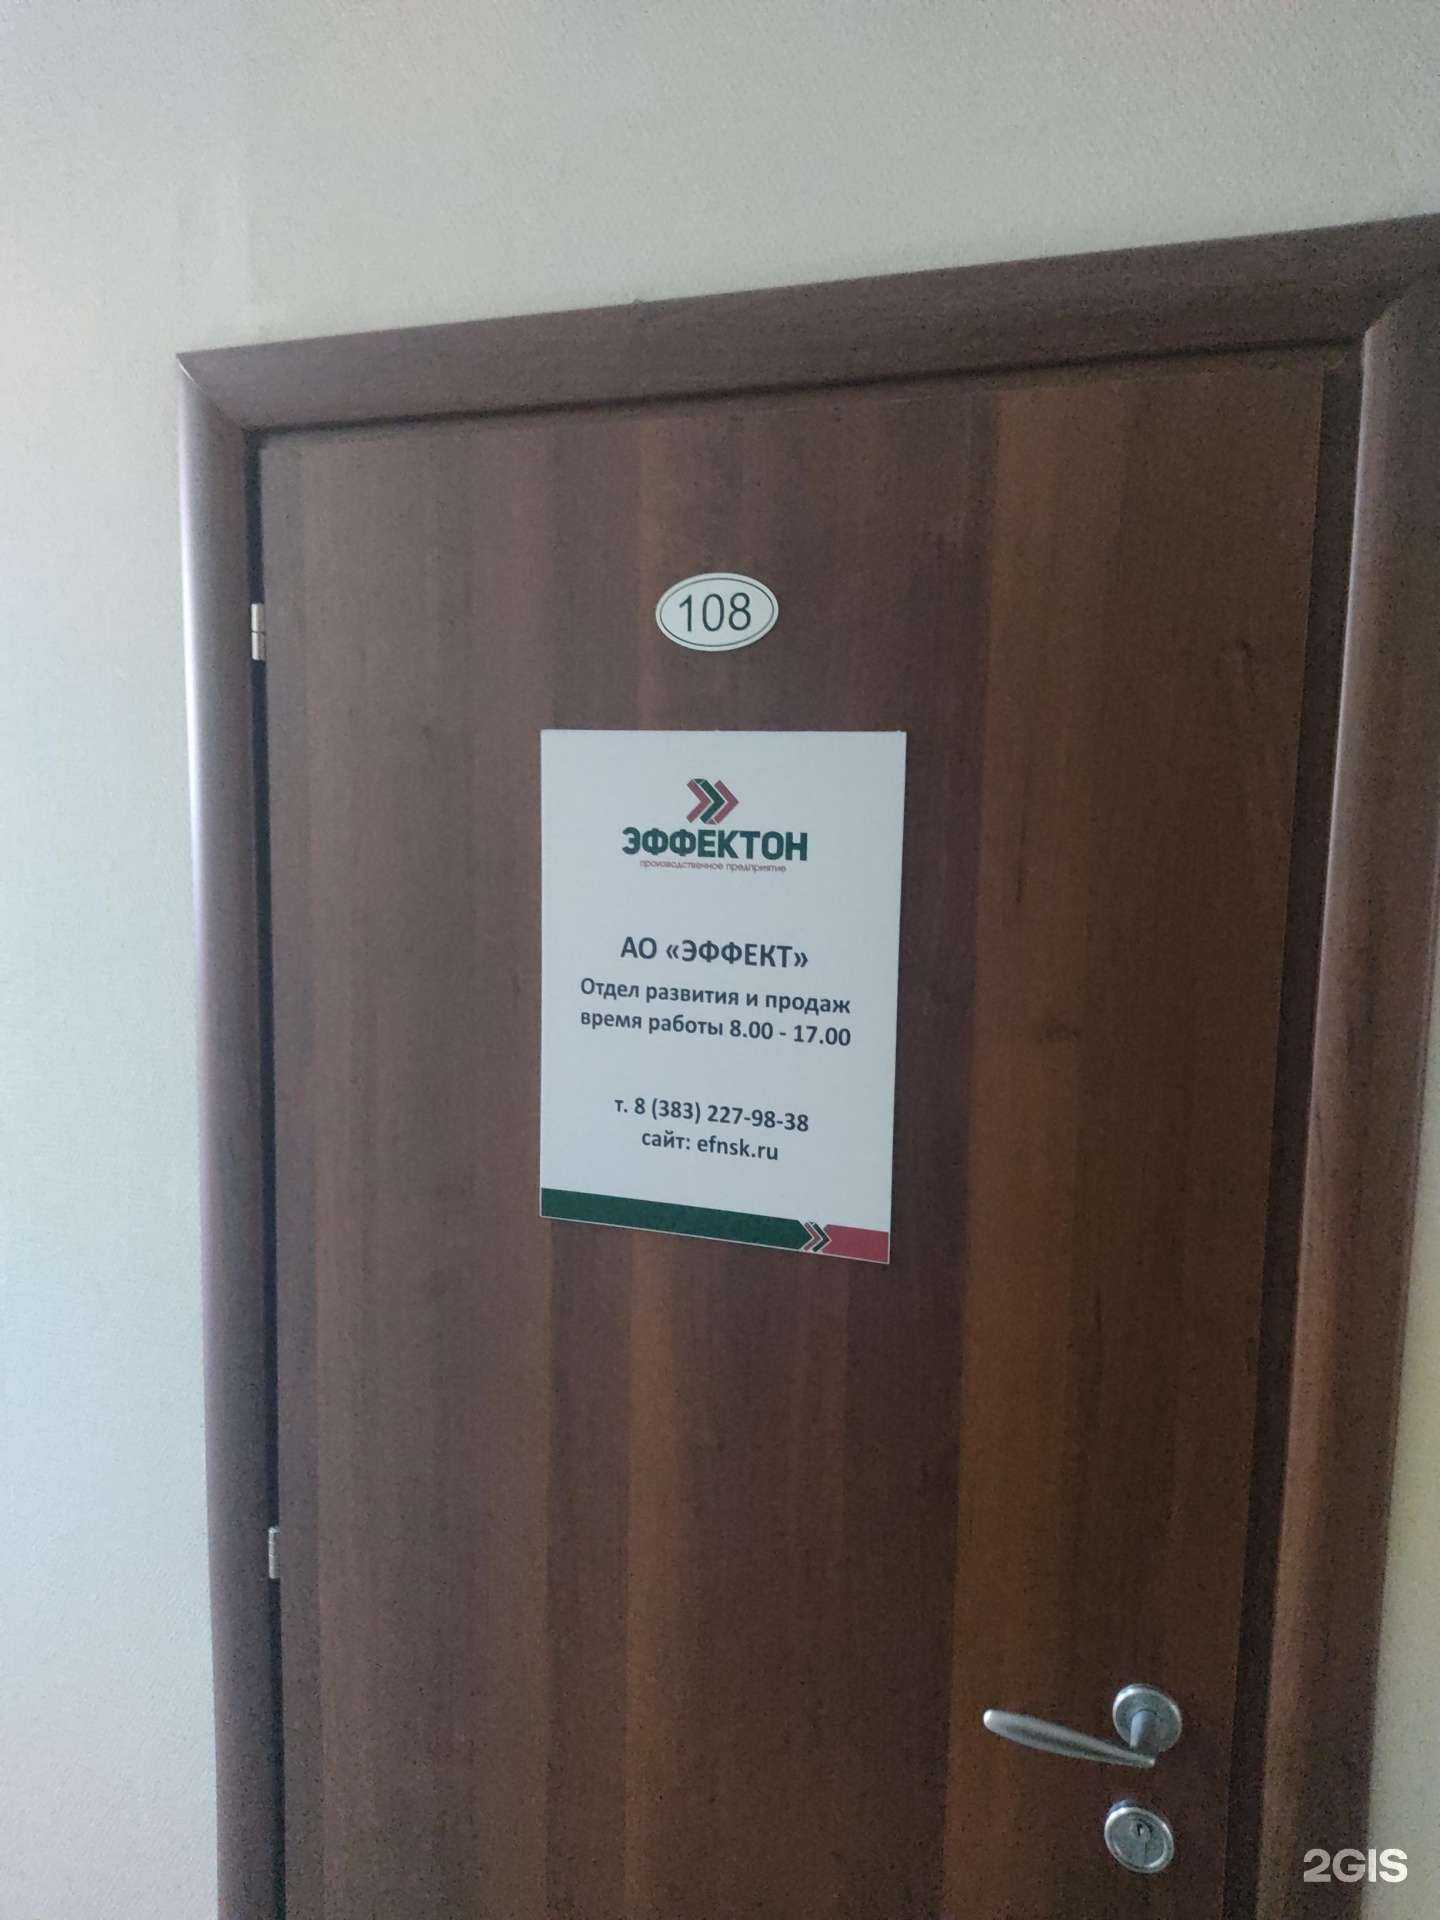 108
ЭФФЕКТОН
производственное предприятие
АО «ЭФФЕКТ»
Отдел развития и продаж
время работы 8.00 - 17.00
т. 8 (383) 227-98-38
сайт: efnsk.ru
2GIS